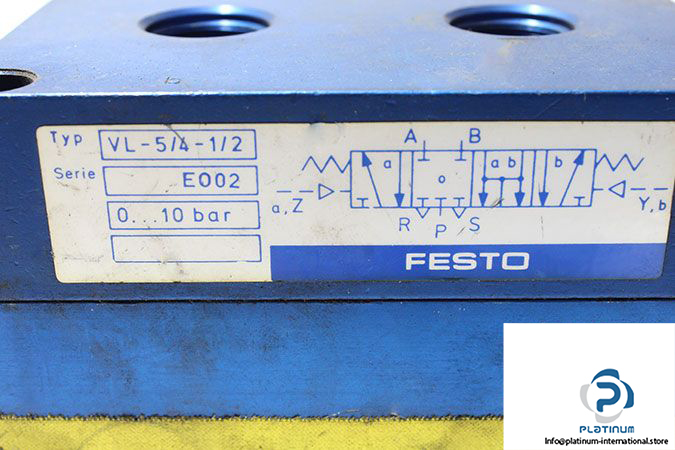 Typ VL-5/4-1/2
Serie E002
0...10 bar
A B
a o a b b
a,Z Y,b
R P S
FESTO
PLATINUM
Info@platinum-international.store